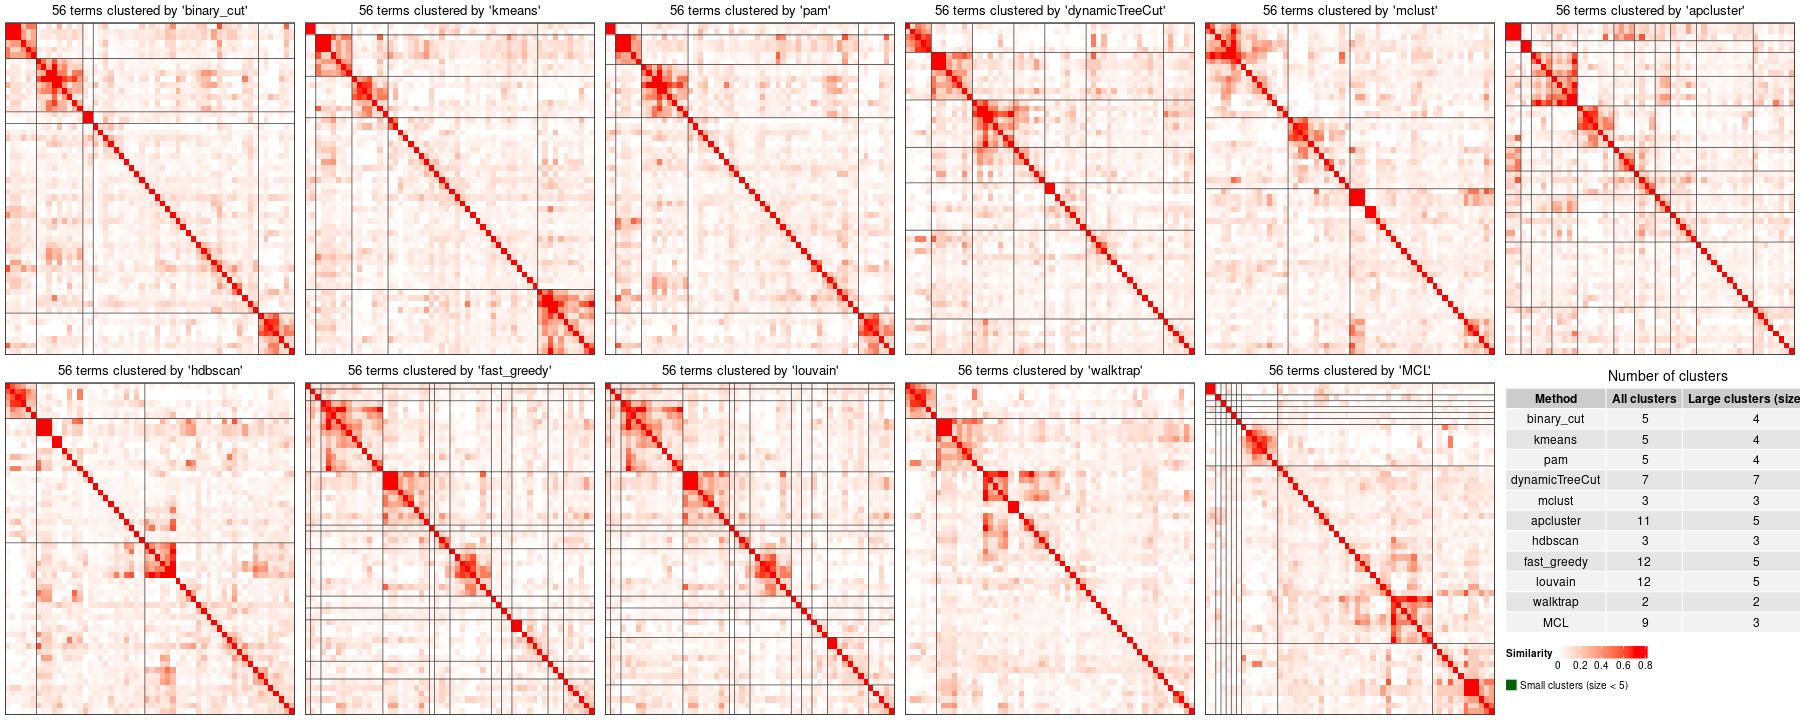 56 terms clustered by 'binary_cut'
56 terms clustered by 'kmeans'
56 terms clustered by 'pam'
56 terms clustered by 'dynamicTreeCut'
56 terms clustered by 'mclust'
56 terms clustered by 'apcluster'
56 terms clustered by 'hdbscan'
56 terms clustered by 'fast_greedy'
56 terms clustered by 'louvain'
56 terms clustered by 'walktrap'
56 terms clustered by 'MCL'
Number of clusters
Method All clusters Large clusters (size
binary_cut 5 4
kmeans 5 4
pam 5 4
dynamicTreeCut 7 7
mclust 3 3
apcluster 11 5
hdbscan 3 3
fast_greedy 12 5
louvain 12 5
walktrap 2 2
MCL 9 3
Similarity
0 0.2 0.4 0.6 0.8
Small clusters (size < 5)